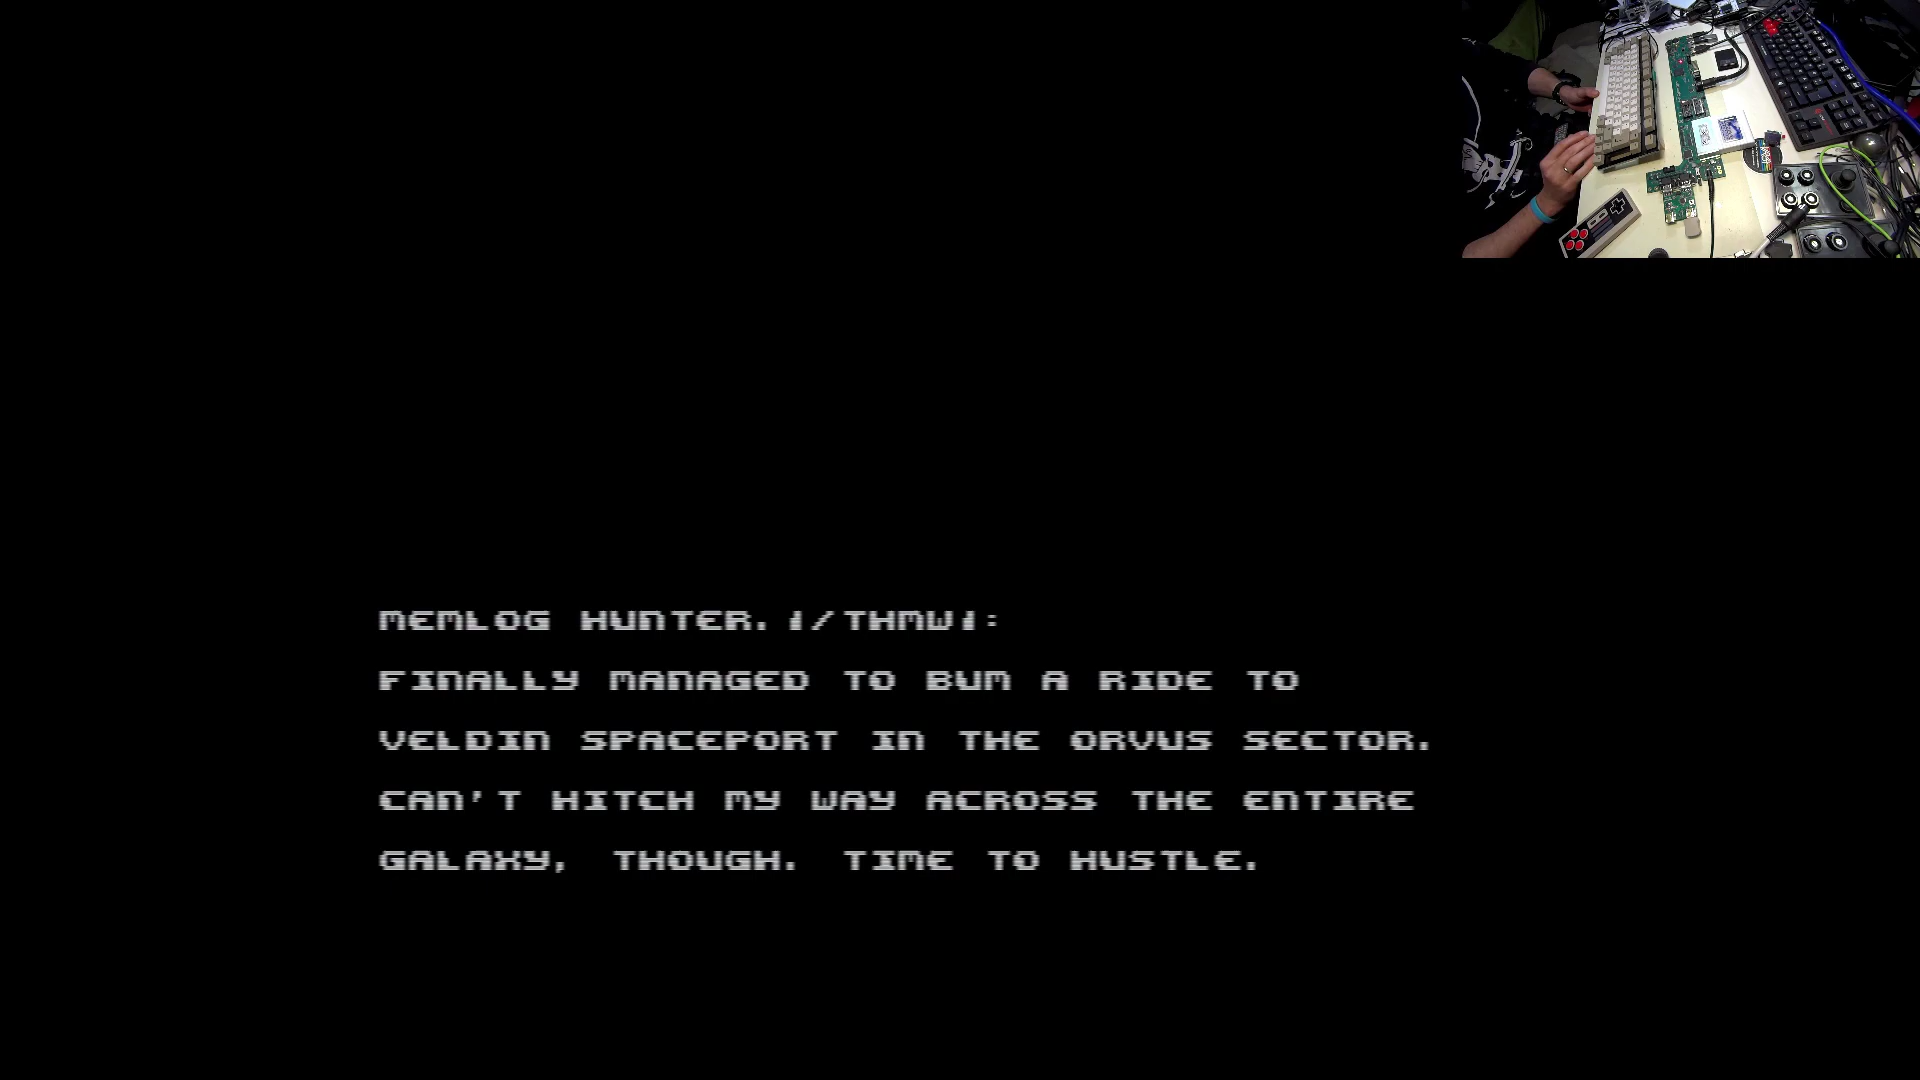 MEMLOG HUNTER.1/THMW1:
FINALLY MANAGED TO BUM A RIDE TO
VELDIN SPACEPORT IN THE ORVUS SECTOR.
CAN'T HITCH MY WAY ACROSS THE ENTIRE
GALAXY, THOUGH. TIME TO HUSTLE.